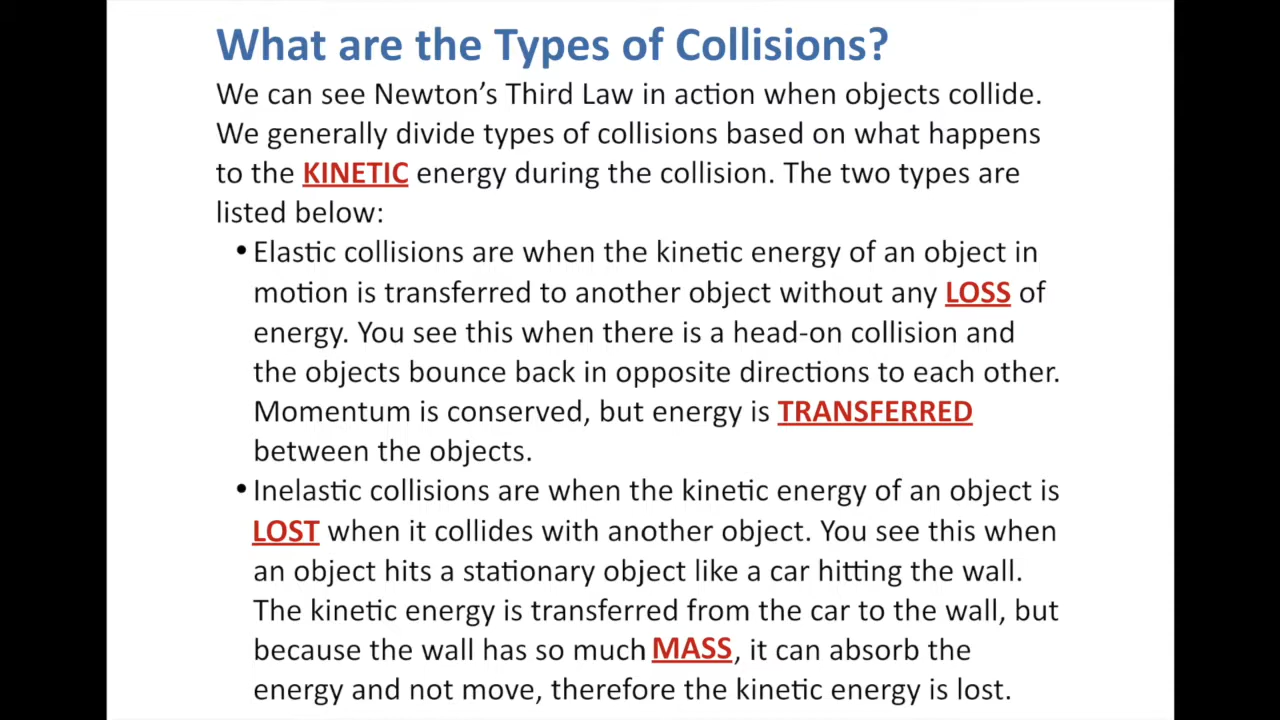 What are the Types of Collisions?
We can see Newton’s Third Law in action when objects collide.
We generally divide types of collisions based on what happens
to the KINETIC energy during the collision. The two types are
listed below:
• Elastic collisions are when the kinetic energy of an object in
motion is transferred to another object without any LOSS of
energy. You see this when there is a head-on collision and
the objects bounce back in opposite directions to each other.
Momentum is conserved, but energy is TRANSFERRED
between the objects.
• Inelastic collisions are when the kinetic energy of an object is
LOST when it collides with another object. You see this when
an object hits a stationary object like a car hitting the wall.
The kinetic energy is transferred from the car to the wall, but
because the wall has so much MASS, it can absorb the
energy and not move, therefore the kinetic energy is lost.